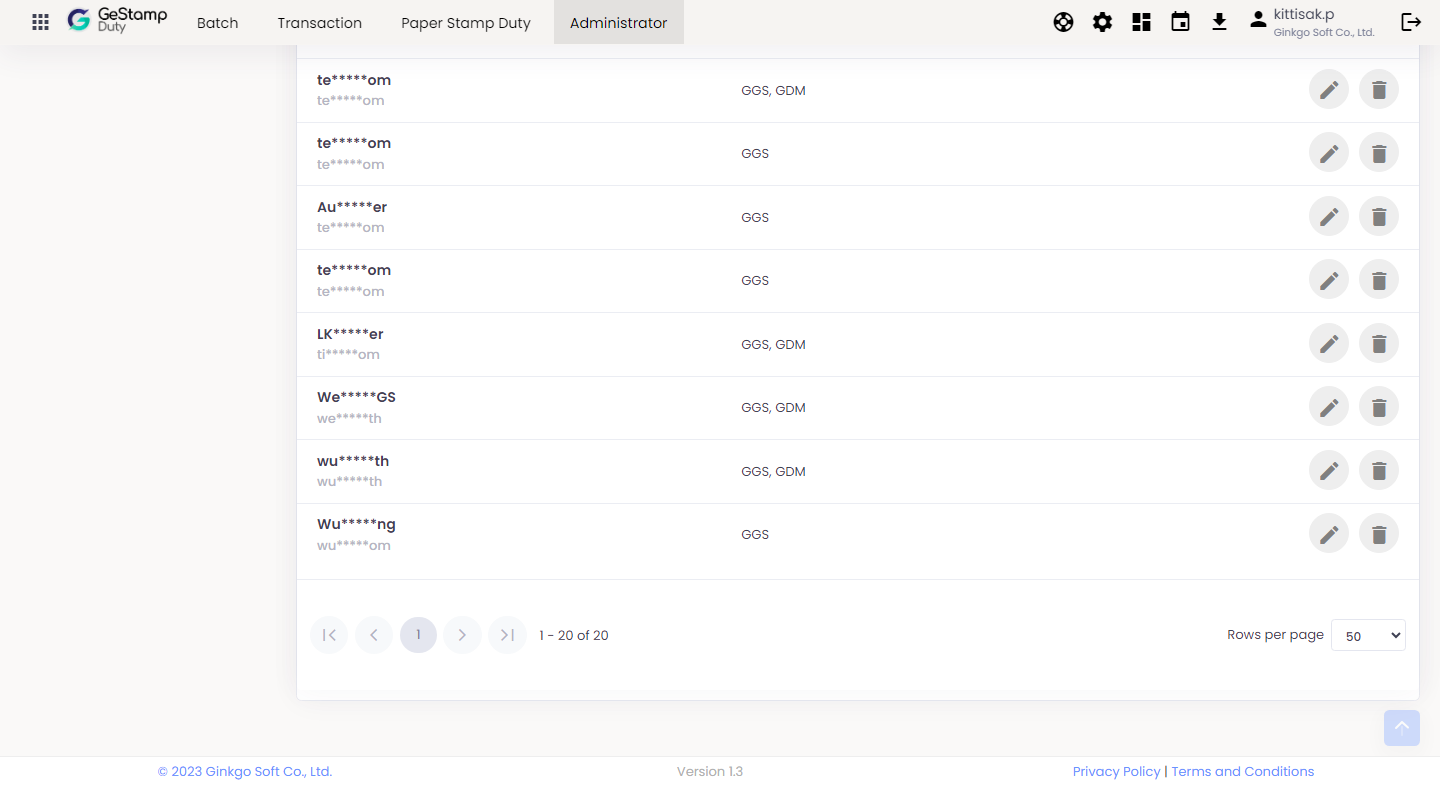 GeStamp
Duty
Batch
Transaction
Paper Stamp Duty
Administrator
kittisak.p
Ginkgo Soft Co., Ltd.
te*****om
te*****om
GGS, GDM
te*****om
te*****om
GGS
Au*****er
te*****om
GGS
te*****om
te*****om
GGS
LK*****er
ti*****om
GGS, GDM
We*****GS
we*****th
GGS, GDM
wu*****th
wu*****th
GGS, GDM
Wu*****ng
wu*****om
GGS
1
1 - 20 of 20
Rows per page
50
© 2023 Ginkgo Soft Co., Ltd.
Version 1.3
Privacy Policy | Terms and Conditions